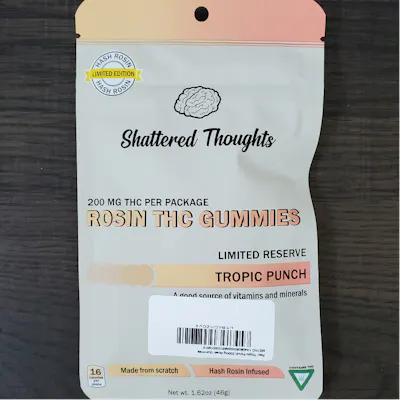 HASH ROSIN
LIMITED EDITION
HASH ROSIN
Shattered Thoughts
200 MG THC PER PACKAGE
ROSIN THC GUMMIES
LIMITED RESERVE
TROPIC PUNCH
A good source of vitamins and minerals
16
Made from scratch
Hash Rosin Infused
CONTAINS THC
Net wt. 1.62oz (46g)